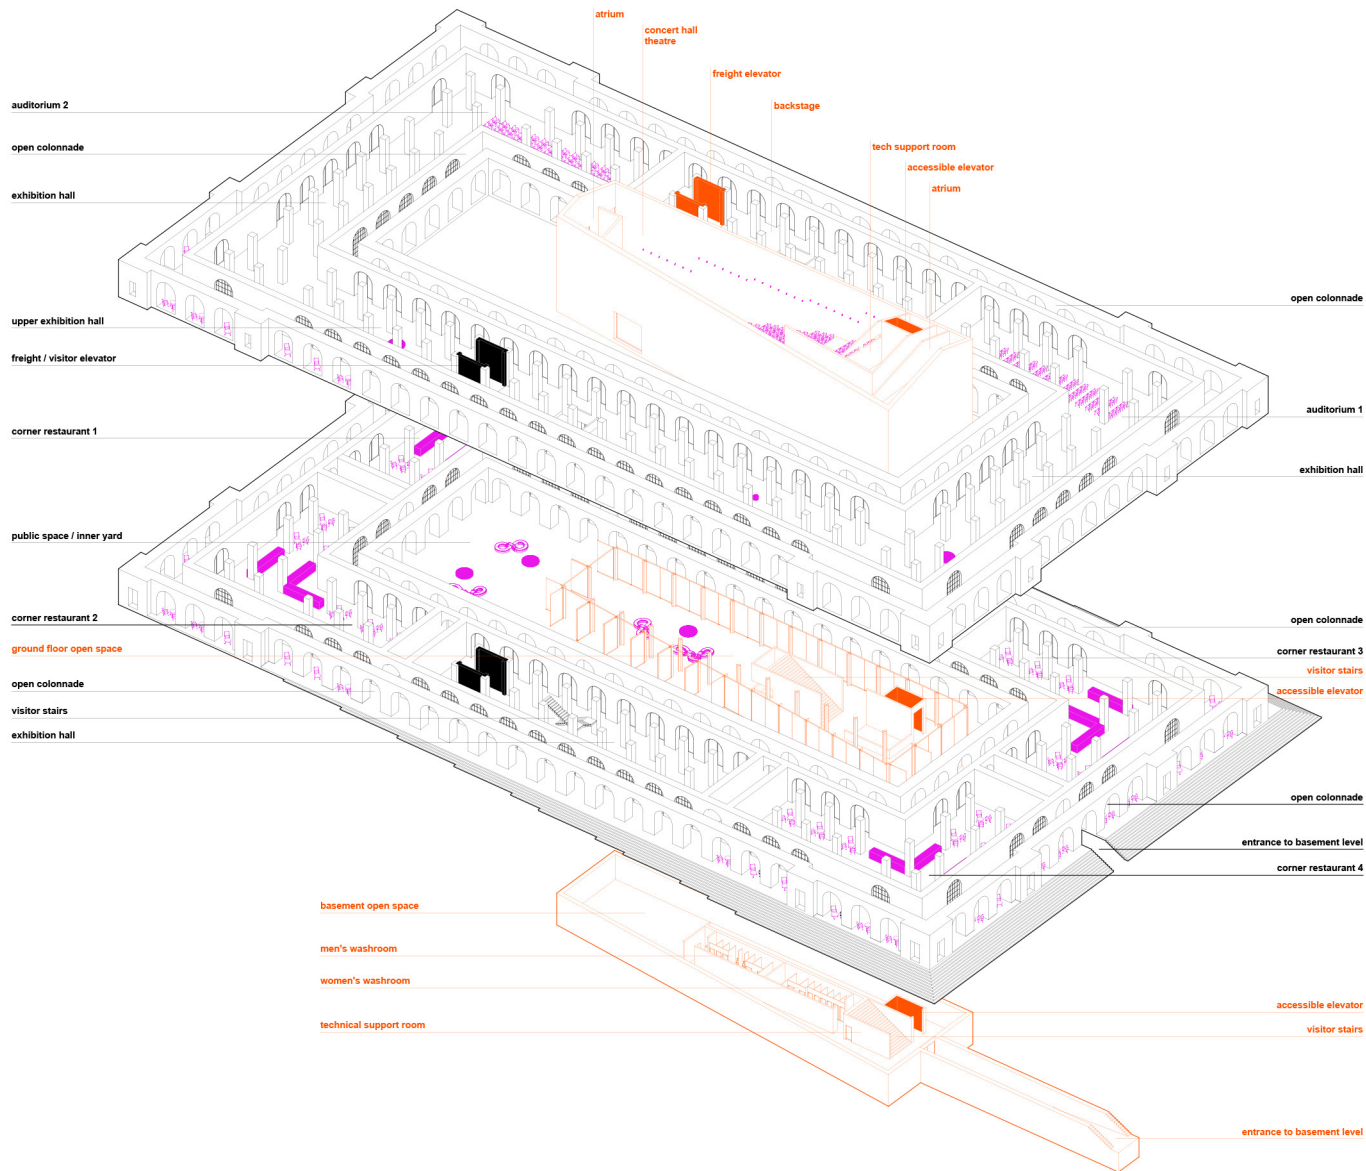 atrium
concert hall
theatre
freight elevator
auditorium 2
backstage
open colonnade
tech support room
accessible elevator
exhibition hall
atrium
open colonnade
upper exhibition hall
freight / visitor elevator
auditorium 1
corner restaurant 1
exhibition hall
public space / inner yard
corner restaurant 2
open colonnade
ground floor open space
corner restaurant 3
visitor stairs
open colonnade
accessible elevator
visitor stairs
exhibition hall
open colonnade
entrance to basement level
corner restaurant 4
basement open space
men's washroom
women's washroom
accessible elevator
technical support room
visitor stairs
entrance to basement level